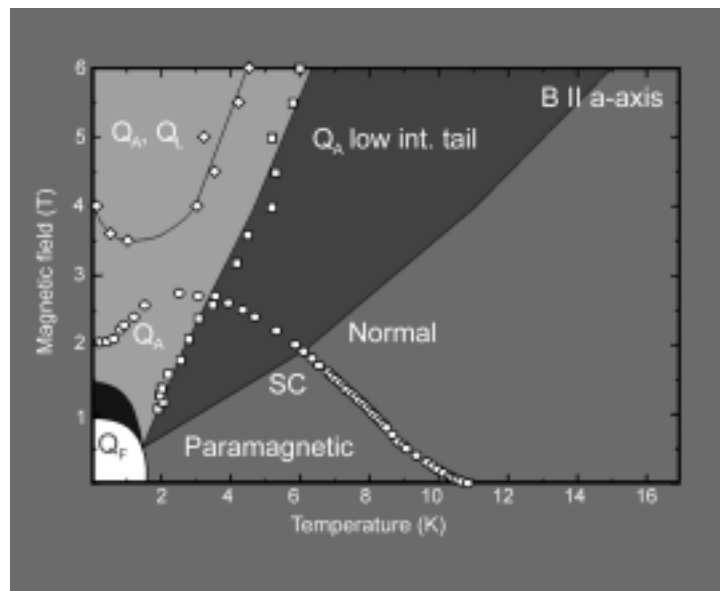 6
B II a-axis
Q_A, Q_L
Q_A low int. tail
5
4
Magnetic field (T)
3
2
Q_A
Normal
SC
1
Q_F
Paramagnetic
2 4 6 8 10 12 14 16
Temperature (K)